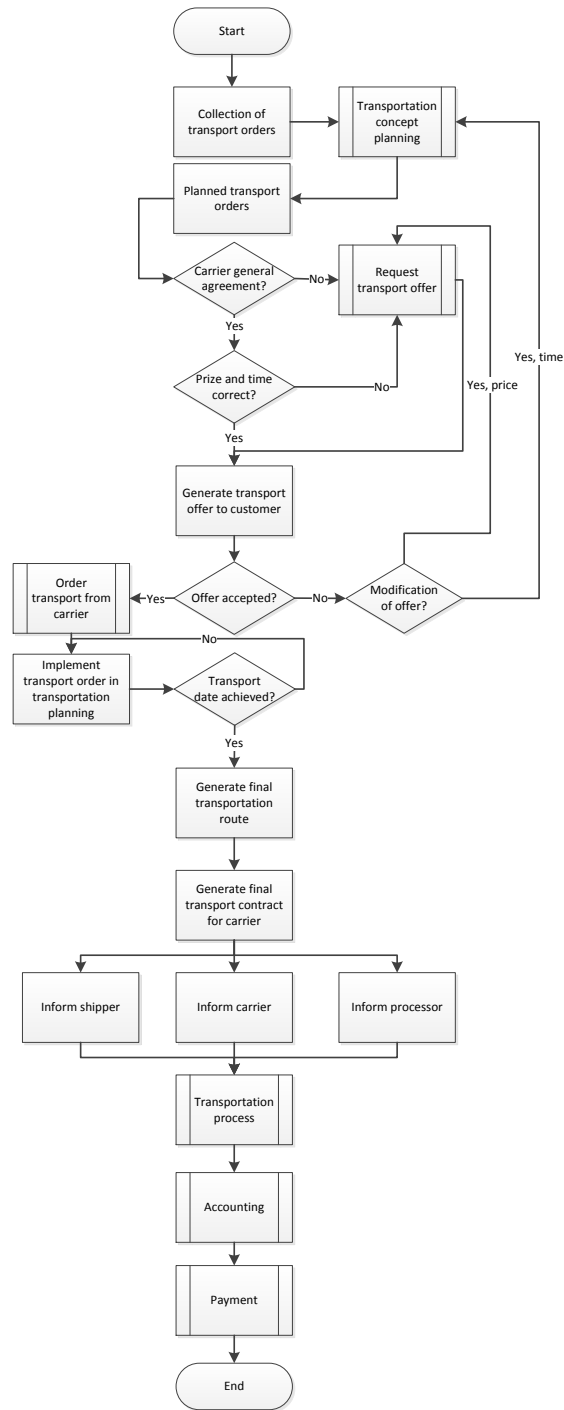 Start
Collection of
transport orders
Transportation
concept
planning
Planned transport
orders
Carrier general
agreement?
No
Request
transport offer
Yes
Yes, time
Prize and time
correct?
No
Yes, price
Yes
Generate transport
offer to customer
Order
transport from
carrier
Yes
Offer accepted?
No
Modification
of offer?
No
Implement
transport order in
transportation
planning
Transport
date achieved?
Yes
Generate final
transportation
route
Generate final
transport contract
for carrier
Inform shipper
Inform carrier
Inform processor
Transportation
process
Accounting
Payment
End